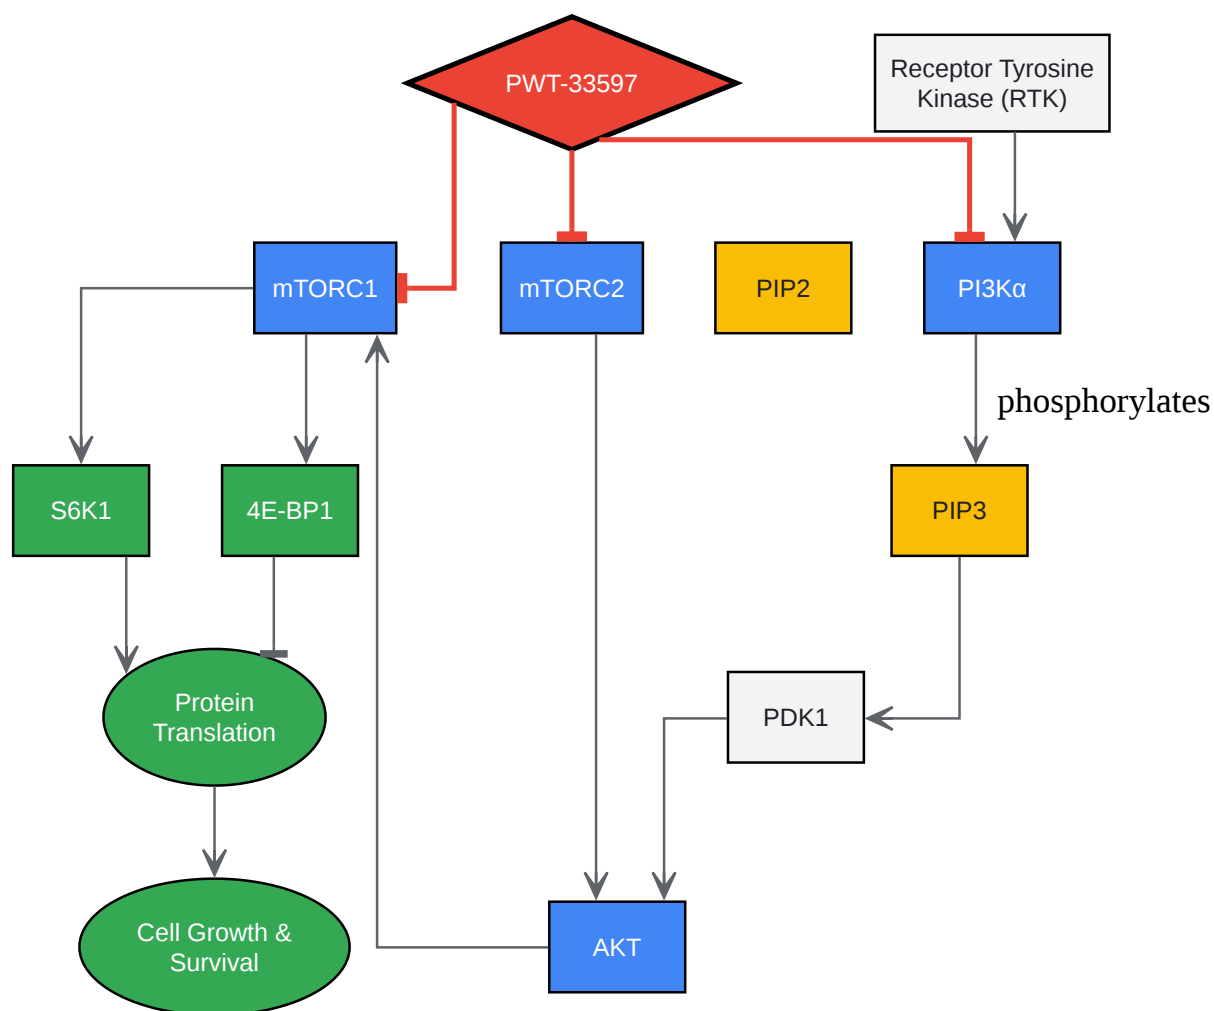 PWT-33597
Receptor Tyrosine
Kinase (RTK)
mTORC1
mTORC2
PIP2
PI3Kα
phosphorylates
S6K1
4E-BP1
PIP3
Protein
Translation
PDK1
Cell Growth &
Survival
AKT